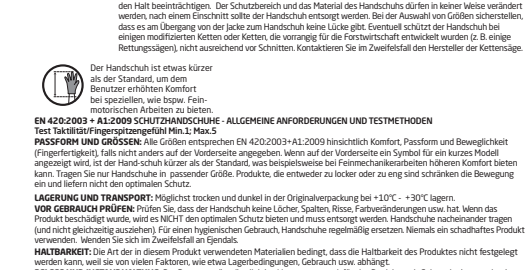 den Halt beeinträchtigen. Der Schutzbereich und das Material des Handschuhs dürfen in keiner Weise verändert
werden, nach einem Einschnitt sollte der Handschuh entsorgt werden. Bei der Auswahl von Größen sicherstellen,
dass es am Übergang von der Jacke zum Handschuh keine Lücke gibt. Eventuell schützt der Handschuh bei
einigen modifizierten Ketten oder Ketten, die vorrangig für die Forstwirtschaft entwickelt wurden (z. B. einige
Rettungssägen), nicht ausreichend vor Schnitten. Kontaktieren Sie im Zweifelsfall den Hersteller der Kettensäge.
Der Handschuh ist etwas kürzer
als der Standard, um dem
Benutzer erhöhten Komfort
bei speziellen, wie bspw. Fein-
motorischen Arbeiten zu bieten.
EN 420:2003 + A1:2009 SCHUTZHANDSCHUHE - ALLGEMEINE ANFORDERUNGEN UND TESTMETHODEN
Test Taktilität/Fingerspitzengefühl Min.1; Max.5
PASSFORM UND GRÖSSEN: Alle Größen entsprechen EN 420:2003+A1:2009 hinsichtlich Komfort, Passform und Beweglichkeit
(Fingerfertigkeit), falls nicht anders auf der Vorderseite angegeben. Wenn auf der Vorderseite ein Symbol für ein kurzes Modell
angezeigt wird, ist der Hand-schuh kürzer als der Standard, was beispielsweise bei Feinmechanikerarbeiten höheren Komfort bieten
kann. Tragen Sie nur Handschuhe in passender Größe. Produkte, die entweder zu locker oder zu eng sind schränken die Bewegung
ein und liefern nicht den optimalen Schutz.
LAGERUNG UND TRANSPORT: Möglichst trocken und dunkel in der Originalverpackung bei +10°C - +30°C lagern.
VOR GEBRAUCH PRÜFEN: Prüfen Sie, dass der Handschuh keine Löcher, Spalten, Risse, Farbveränderungen usw. hat. Wenn das
Produkt beschädigt wurde, wird es NICHT den optimalen Schutz bieten und muss entsorgt werden. Handschuhe nacheinander tragen
(und nicht gleichzeitig ausziehen). Für einen hygienischen Gebrauch, Handschuhe regelmäßig ersetzen. Niemals ein schadhaftes Produkt
verwenden. Wenden Sie sich im Zweifelsfall an Ejendals.
HALTBARKEIT: Die Art der in diesem Produkt verwendeten Materialien bedingt, dass die Haltbarkeit des Produktes nicht festgelegt
werden kann, weil sie von vielen Faktoren, wie etwa Lagerbedingungen, Gebrauch usw. abhängt.